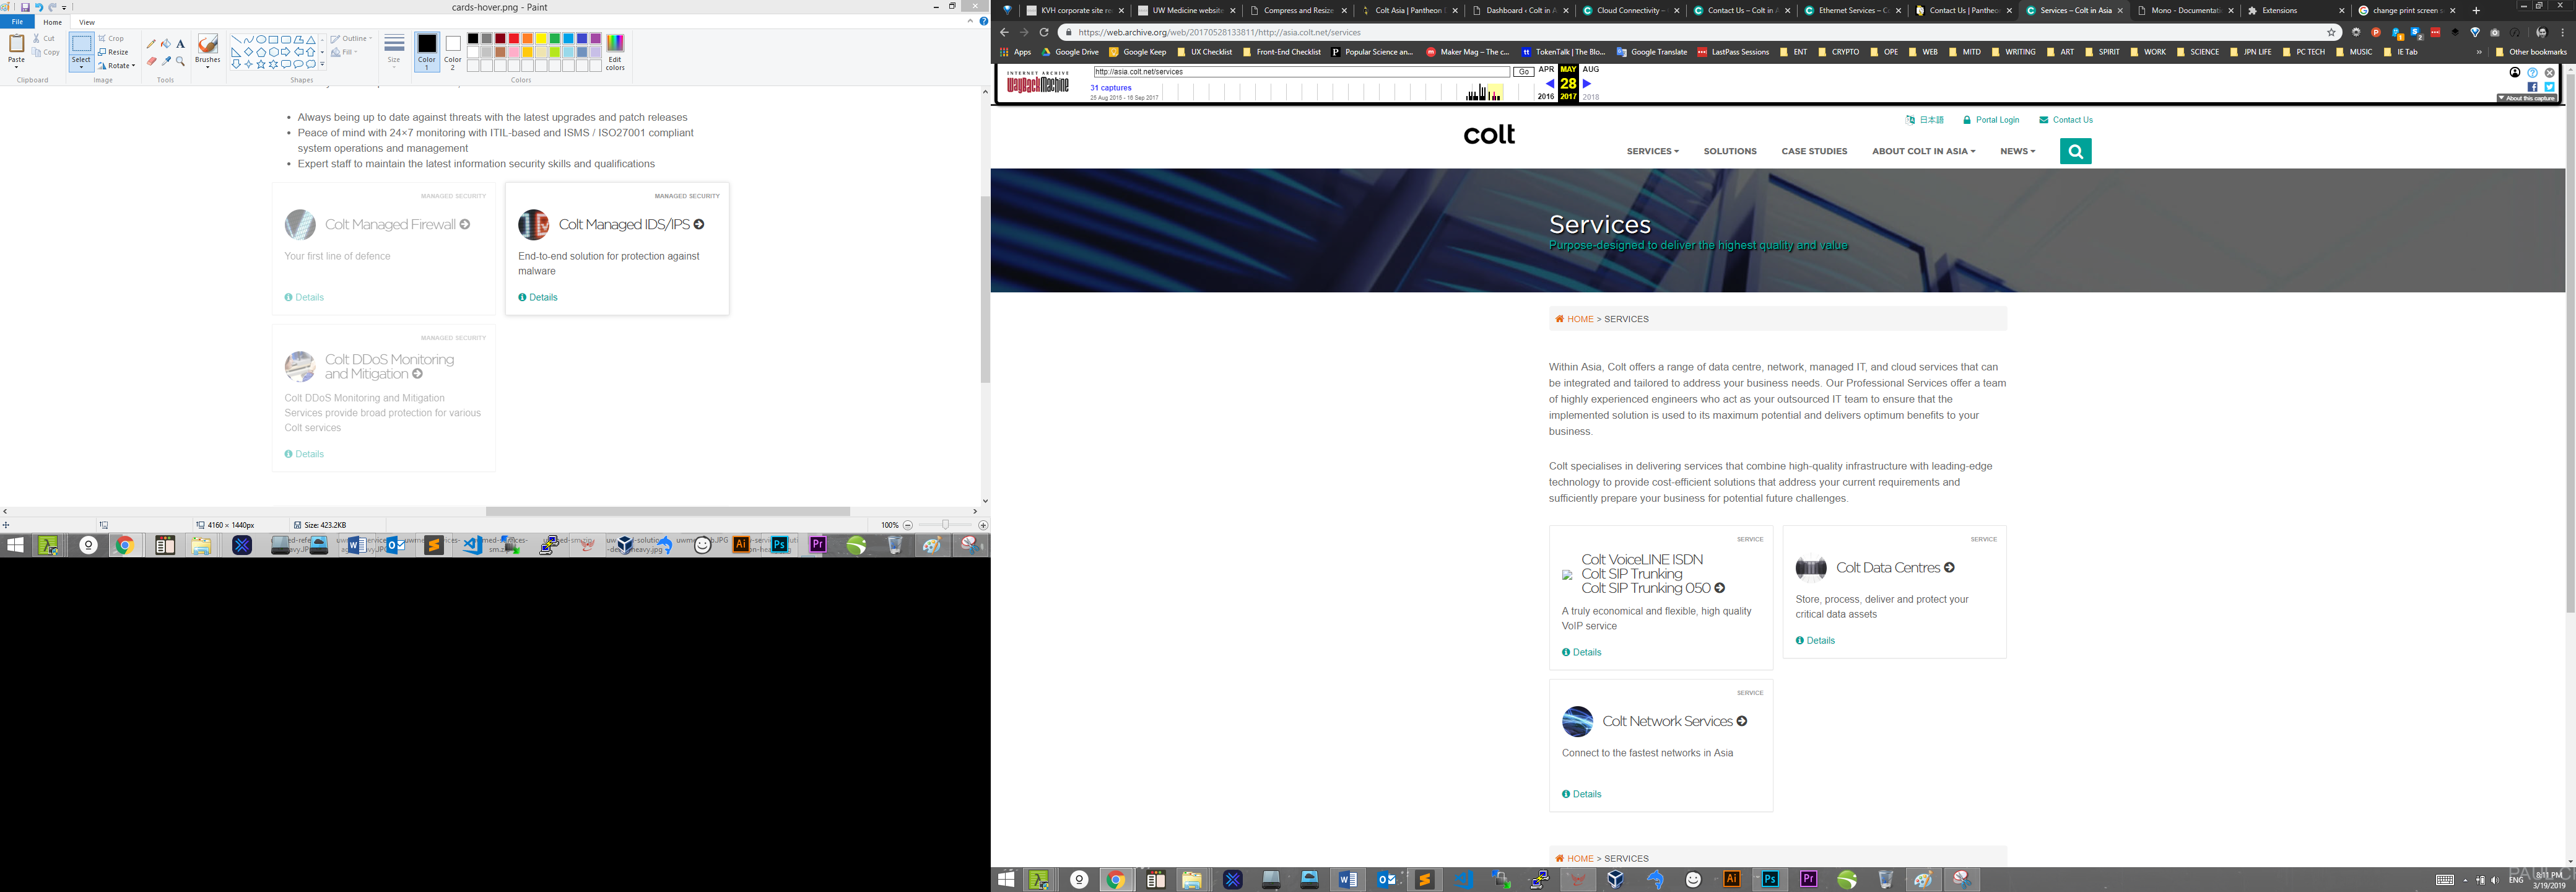 cards-hover.png - Paint
File
Home
View
Paste
Cut
Copy
Clipboard
Select
Crop
Resize
Rotate
Image
Tools
Brushes
Shapes
Outline
Fill
Size
Color
1
Color
2
Edit
colors
Colors
Always being up to date against threats with the latest upgrades and patch releases
Peace of mind with 24×7 monitoring with ITIL-based and ISMS / ISO27001 compliant
system operations and management
Expert staff to maintain the latest information security skills and qualifications
MANAGED SECURITY
Colt Managed Firewall
Your first line of defence
Details
MANAGED SECURITY
Colt Managed IDS/IPS
End-to-end solution for protection against
malware
Details
MANAGED SECURITY
Colt DDoS Monitoring
and Mitigation
Colt DDoS Monitoring and Mitigation
Services provide broad protection for various
Colt services
Details
4160 × 1440px
Size: 423.2KB
100%
KVH corporate site re
UW Medicine website
Compress and Resize
Colt Asia | Pantheon
Dashboard ‹ Colt in A
Cloud Connectivity –
Contact Us – Colt in A
Ethernet Services – C
Contact Us | Pantheo
Services – Colt in Asia
Mono - Documentati
Extensions
change print screen s
https://web.archive.org/web/20170528133811/http://asia.colt.net/services
Apps
Google Drive
Google Keep
UX Checklist
Front-End Checklist
Popular Science an...
Maker Mag – The c...
TokenTalk | The Blo...
Google Translate
LastPass Sessions
ENT
CRYPTO
OPE
WEB
MITD
WRITING
ART
SPIRIT
WORK
SCIENCE
JPN LIFE
PC TECH
MUSIC
IE Tab
Other bookmarks
INTERNET ARCHIVE
WayBackMachine
http://asia.colt.net/services
Go
31 captures
25 Aug 2015 - 16 Sep 2017
APR
MAY
AUG
28
2016
2017
2018
About this capture
colt
日本語
Portal Login
Contact Us
SERVICES
SOLUTIONS
CASE STUDIES
ABOUT COLT IN ASIA
NEWS
Services
Purpose-designed to deliver the highest quality and value
HOME > SERVICES
Within Asia, Colt offers a range of data centre, network, managed IT, and cloud services that can
be integrated and tailored to address your business needs. Our Professional Services offer a team
of highly experienced engineers who act as your outsourced IT team to ensure that the
implemented solution is used to its maximum potential and delivers optimum benefits to your
business.
Colt specialises in delivering services that combine high-quality infrastructure with leading-edge
technology to provide cost-efficient solutions that address your current requirements and
sufficiently prepare your business for potential future challenges.
SERVICE
Colt VoiceLINE ISDN
Colt SIP Trunking
Colt SIP Trunking 050
A truly economical and flexible, high quality
VoIP service
Details
SERVICE
Colt Data Centres
Store, process, deliver and protect your
critical data assets
Details
SERVICE
Colt Network Services
Connect to the fastest networks in Asia
Details
HOME > SERVICES
ENG
8:11 PM
3/19/2019